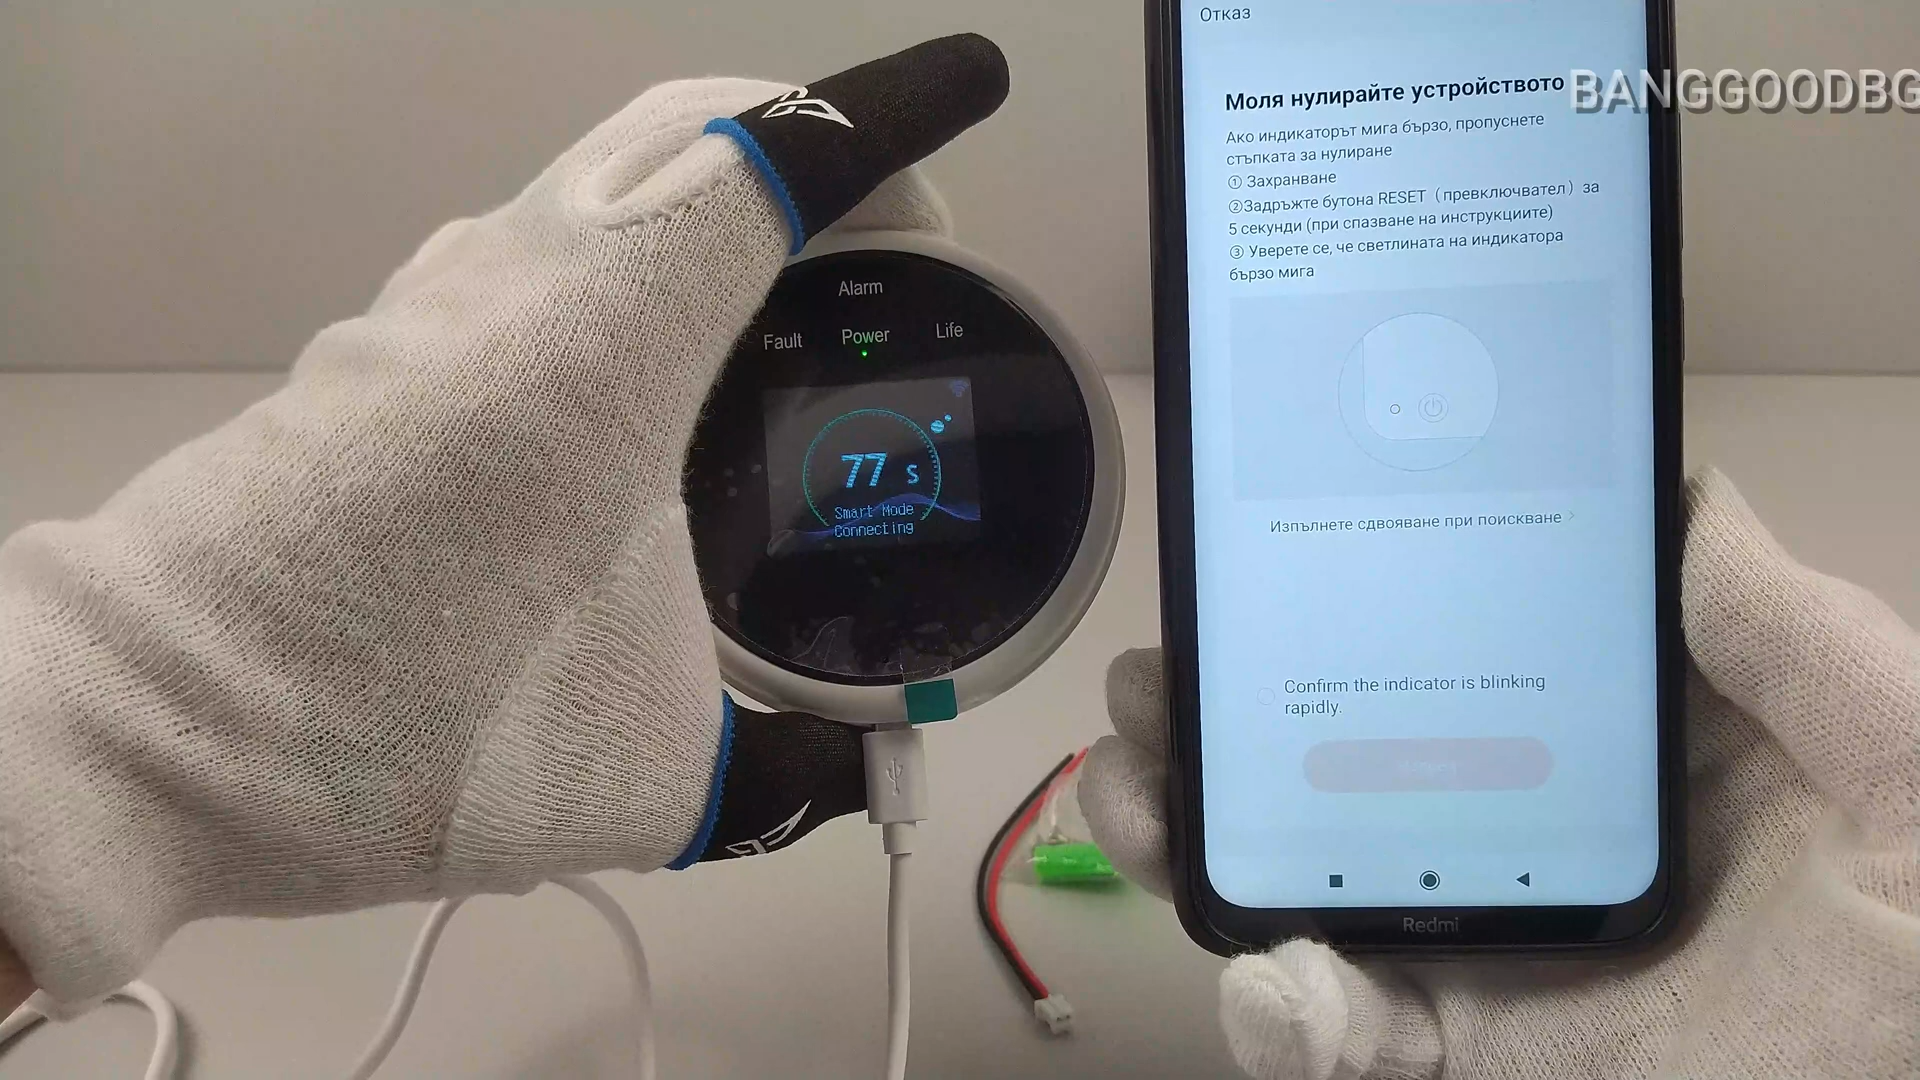 Отказ
Моля нулирайте устройството
BANGGOODBG
Ако индикаторът мига бързо, пропуснете
стъпката за нулиране
① Захранване
②Задръжте бутона RESET（превключвател）за
5 секунди (при спазване на инструкциите)
③ Уверете се, че светлината на индикатора
бързо мига
Изпълнете сдвояване при поискване >
Confirm the indicator is blinking
rapidly.
Redmi
Alarm
Fault Power Life
77 s
Smart Mode
Connecting